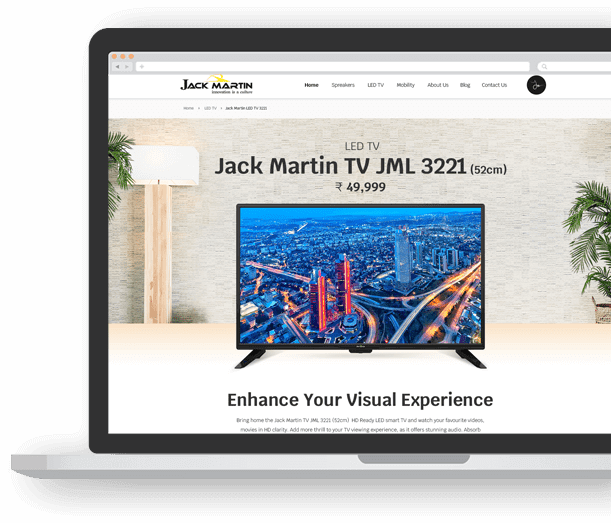 JACK MARTIN
innovation is a culture
Home Spreakers LED TV Mobility About Us Blog Contact Us
Home > LED TV > Jack Martin LED TV 3221
LED TV
Jack Martin TV JML 3221 (52cm)
₹ 49,999
Enhance Your Visual Experience
Bring home the Jack Martin TV JML 3221 (52cm) HD Ready LED smart TV and watch your favourite videos,
movies in HD clarity. Add more thrill to your TV viewing experience, as it offers stunning audio. Absorb